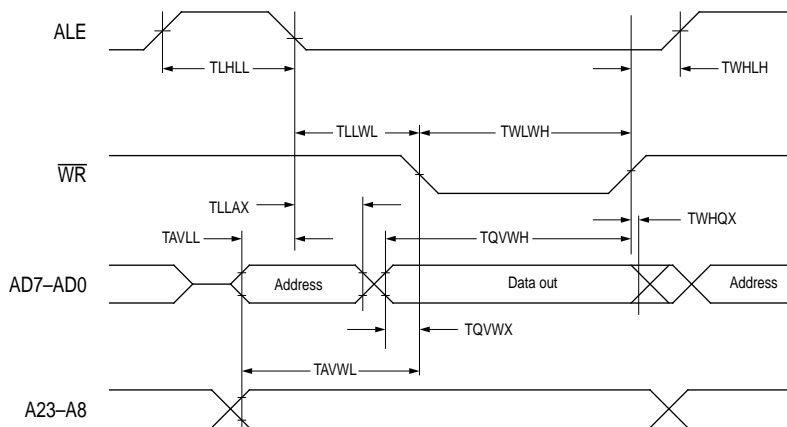 ALE
TLHLL
TWHLH
TLLWL
TWLWH
WR
TLLAX
TWHQX
TAVLL
TQVWH
AD7–AD0
Address
Data out
Address
TQVWX
TAVWL
A23–A8